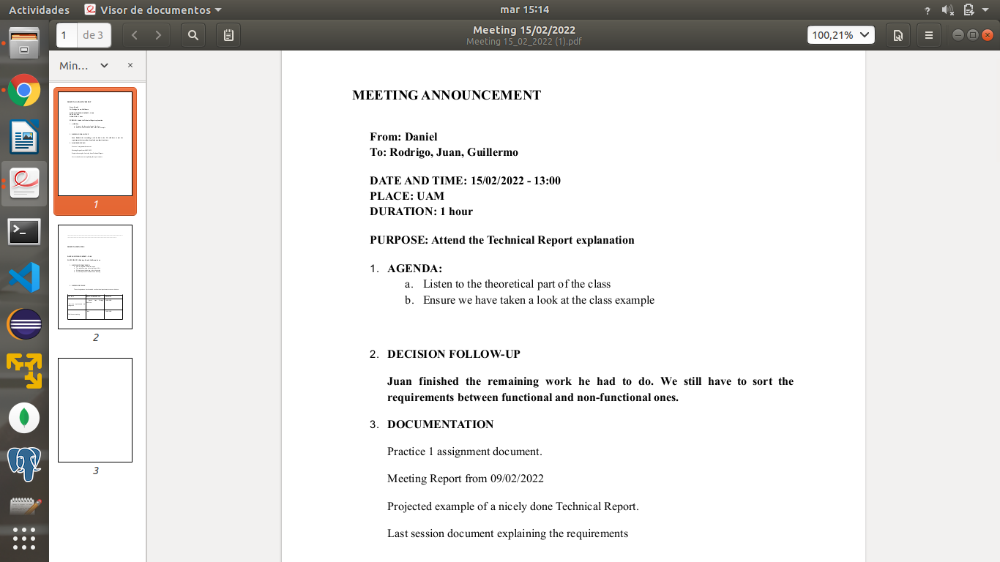 Actividades
Visor de documentos
mar 15:14
?
1
de 3
Meeting 15/02/2022
Meeting 15_02_2022 (1).pdf
100,21%
Min...
MEETING ANNOUNCEMENT
From: Daniel
To: Rodrigo, Juan, Guillermo
DATE AND TIME: 15/02/2022 - 13:00
PLACE: UAM
DURATION: 1 hour
PURPOSE: Attend the Technical Report explanation
1. AGENDA:
a. Listen to the theoretical part of the class
b. Ensure we have taken a look at the class example
2. DECISION FOLLOW-UP
Juan finished the remaining work he had to do. We still have to sort the
requirements between functional and non-functional ones.
3. DOCUMENTATION
Practice 1 assignment document.
Meeting Report from 09/02/2022
Projected example of a nicely done Technical Report.
Last session document explaining the requirements
1
2
3